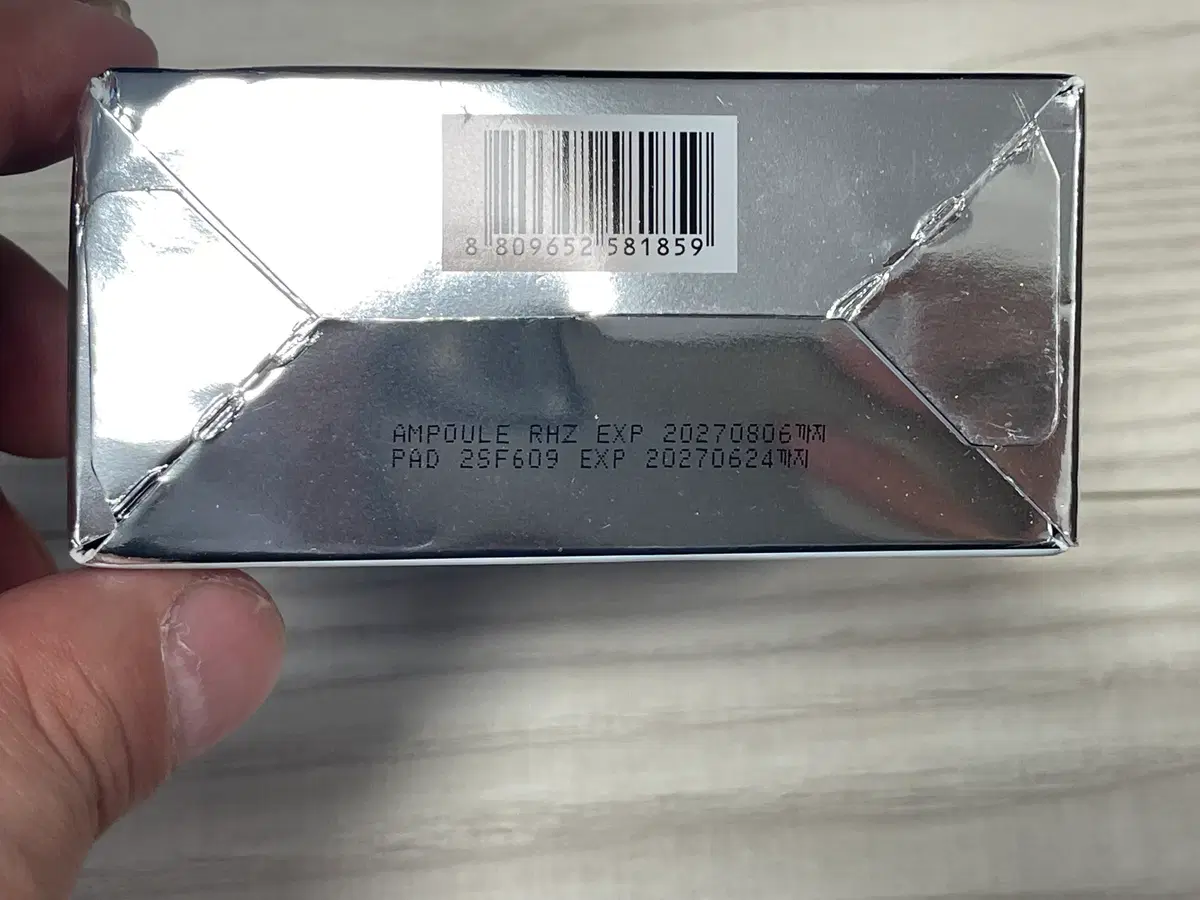 8 809652 581859
AMPOULE RHZ EXP 20270806까지
PAD 25F609 EXP 20270624까지